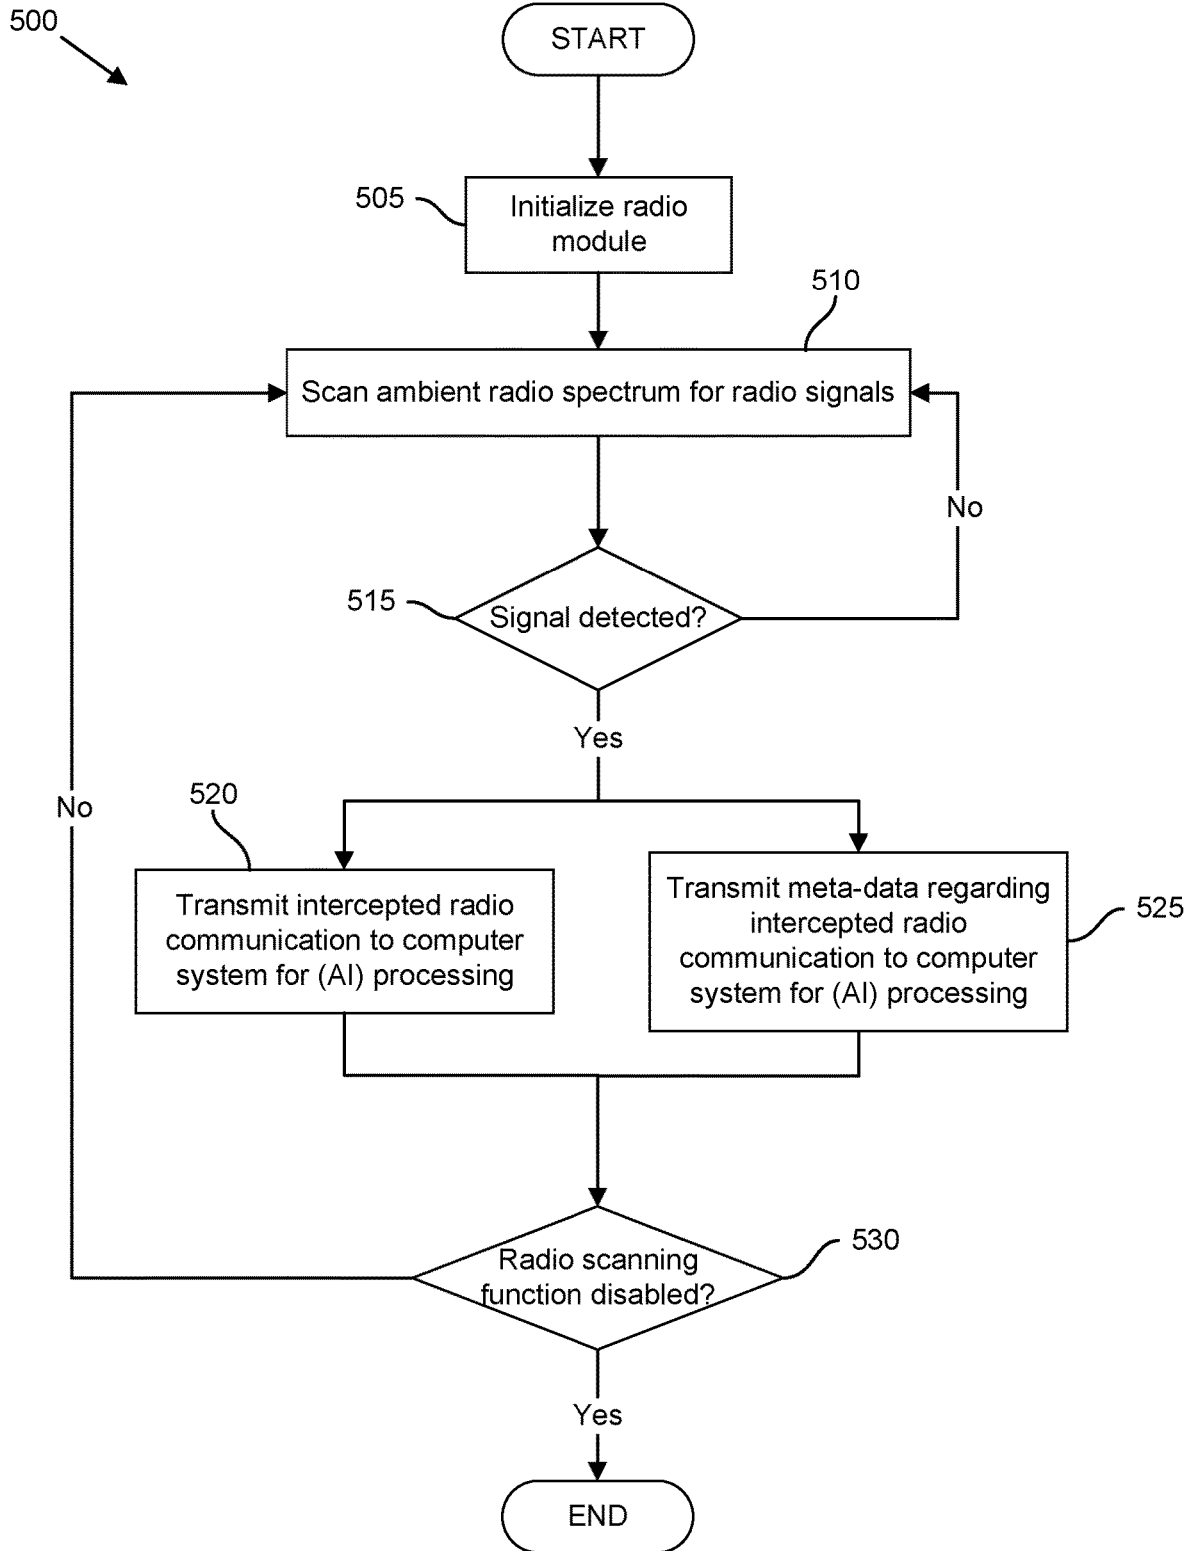 500
START
505
Initialize radio
module
510
Scan ambient radio spectrum for radio signals
No
515
Signal detected?
Yes
No
520
Transmit intercepted radio
communication to computer
system for (AI) processing
Transmit meta-data regarding
intercepted radio
communication to computer
system for (AI) processing
525
Radio scanning
function disabled?
530
Yes
END